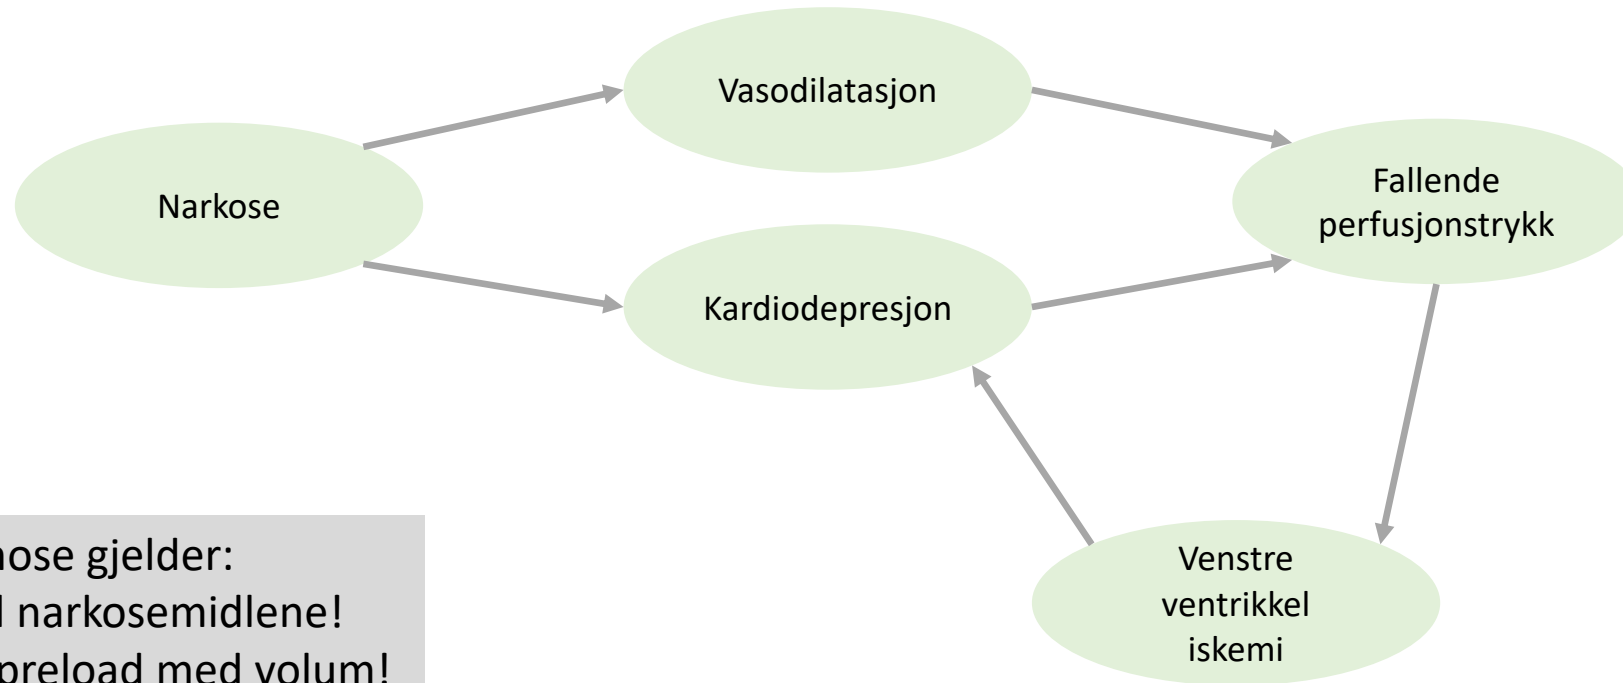 Vasodilatasjon
Narkose
Fallende
perfusjonstrykk
Kardiodepresjon
Venstre
ventrikkel
iskemi
gjelder:
narkosemidlene!
preload med volum!